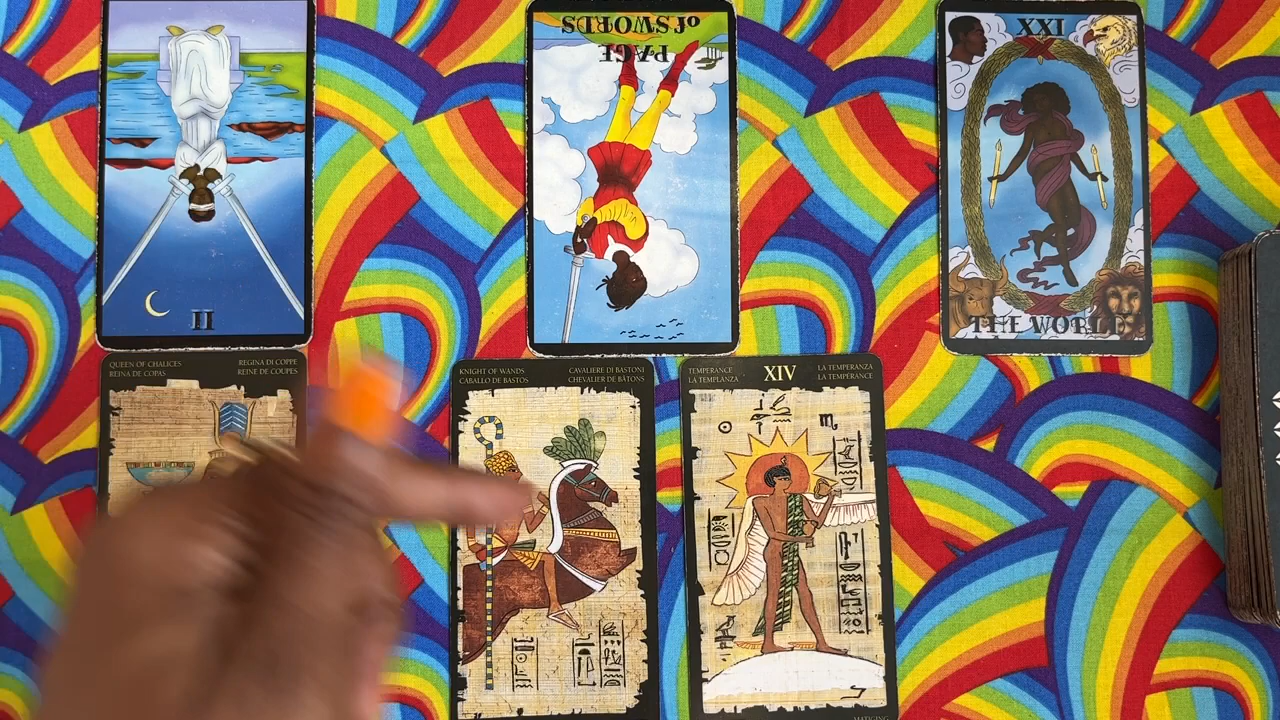 II
PAGE
of SWORDS
XXI
THE WORLD
QUEEN OF CHALICES
REINA DE COPAS
REGINA DI COPPE
REINE DE COUPES
KNIGHT OF WANDS
CABALLO DE BASTOS
CAVALIERE DI BASTONI
CHEVALIER DE BÂTONS
TEMPERANCE
LA TEMPLANZA
XIV
LA TEMPERANZA
LA TEMPÉRANCE
MATIGING